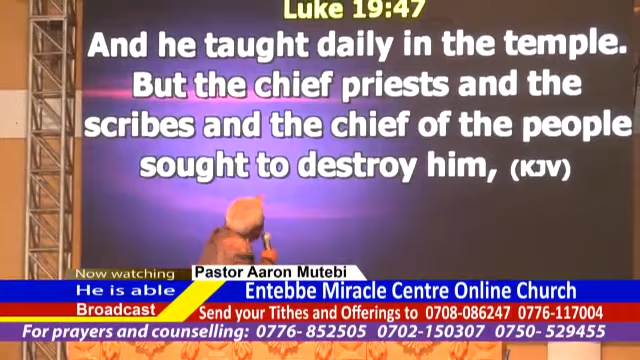 Luke 19:47
And he taught daily in the temple.
But the chief priests and the
scribes and the chief of the people
sought to destroy him, (KJV)
Now watching
Pastor Aaron Mutebi
He is able
Entebbe Miracle Centre Online Church
Broadcast
Send your Tithes and Offerings to 0708-086247 0776-117004
For prayers and counselling: 0776- 852505 0702-150307 0750- 529455